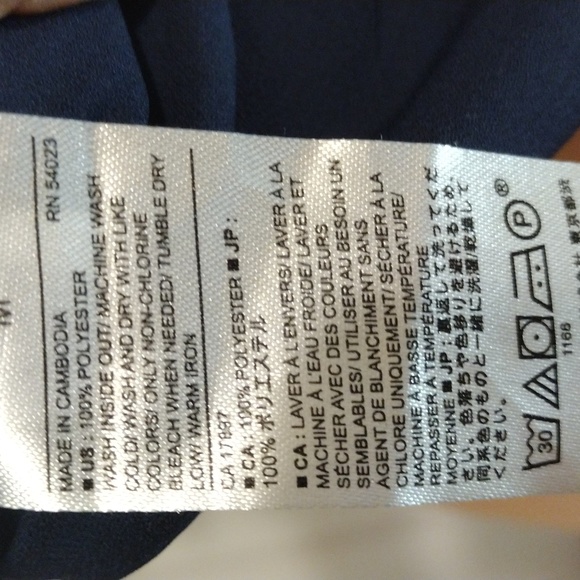 MADE IN CAMBODIA RN 54023
■ US : 100% POLYESTER
WASH INSIDE OUT/ MACHINE WASH
COLD/ WASH AND DRY WITH LIKE
COLORS/ ONLY NON-CHLORINE
BLEACH WHEN NEEDED/ TUMBLE DRY
LOW/ WARM IRON
CA 17897
■ CA : 100% POLYESTER ■ JP :
100% ポリエステル
■ CA : LAVER À L'ENVERS/ LAVER À LA
MACHINE À L'EAU FROIDE/ LAVER ET
SÉCHER AVEC DES COULEURS
SEMBLABLES/ UTILISER AU BESOIN UN
AGENT DE BLANCHIMENT SANS
CHLORE UNIQUEMENT/ SÉCHER À LA
MACHINE À BASSE TEMPÉRATURE/
REPASSER À TEMPÉRATURE
MOYENNE ■ JP : 裏返して洗ってくだ
さい。色落ちや色移りを避けるため、
同系色のものと一緒に洗濯/乾燥して
ください。
30 P ®
1168
東京都渋